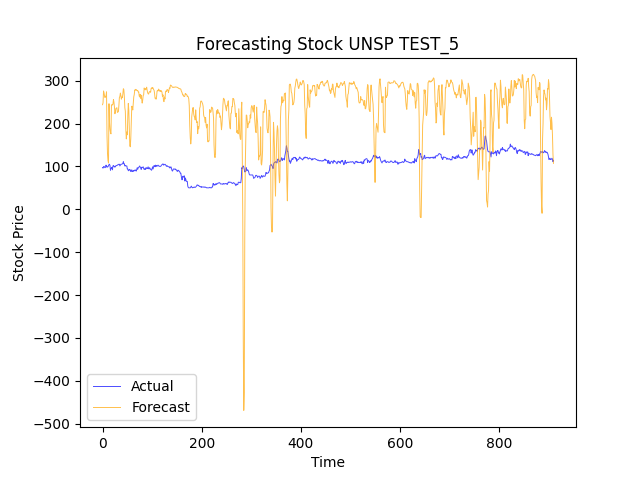 Forecasting Stock UNSP TEST_5
300
200
100
0
−100
−200
−300
−400
−500
Stock Price
Actual
Forecast
0 200 400 600 800
Time